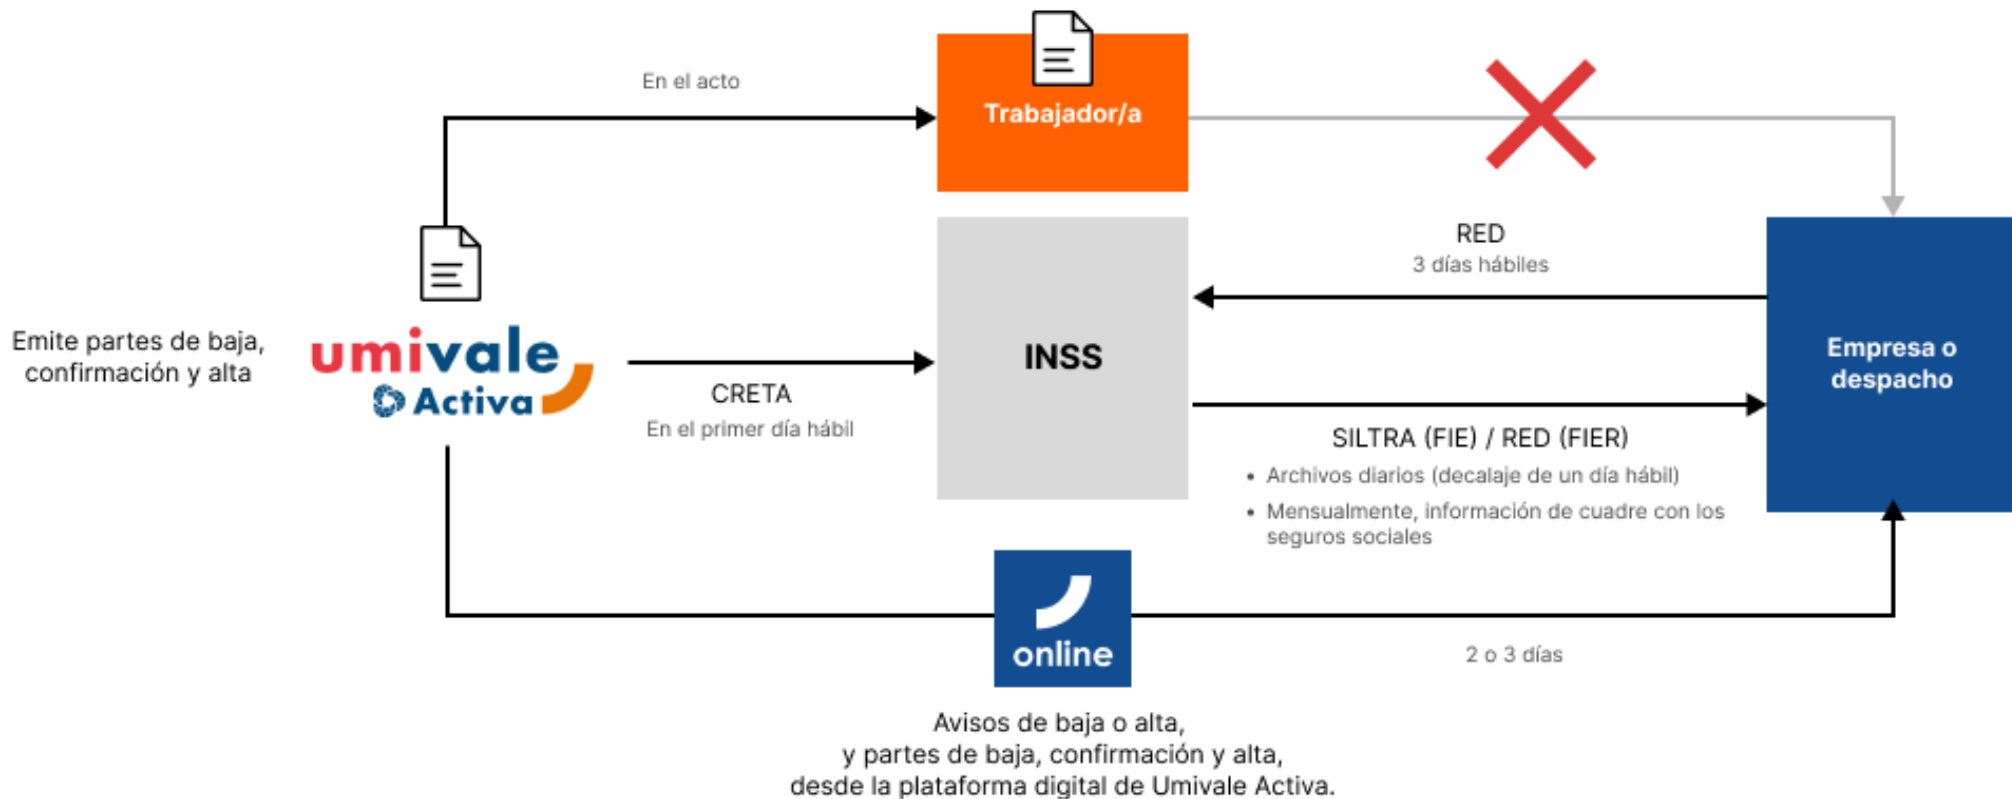 En el acto
Trabajador/a
RED
3 días hábiles
Emite partes de baja,
confirmación y alta
umivale
Activa
CRETA
En el primer día hábil
INSS
Empresa o
despacho
SILTRA (FIE) / RED (FIER)
• Archivos diarios (decalaje de un día hábil)
• Mensualmente, información de cuadre con los
seguros sociales
online
2 o 3 días
Avisos de baja o alta,
y partes de baja, confirmación y alta,
desde la plataforma digital de Umivale Activa.